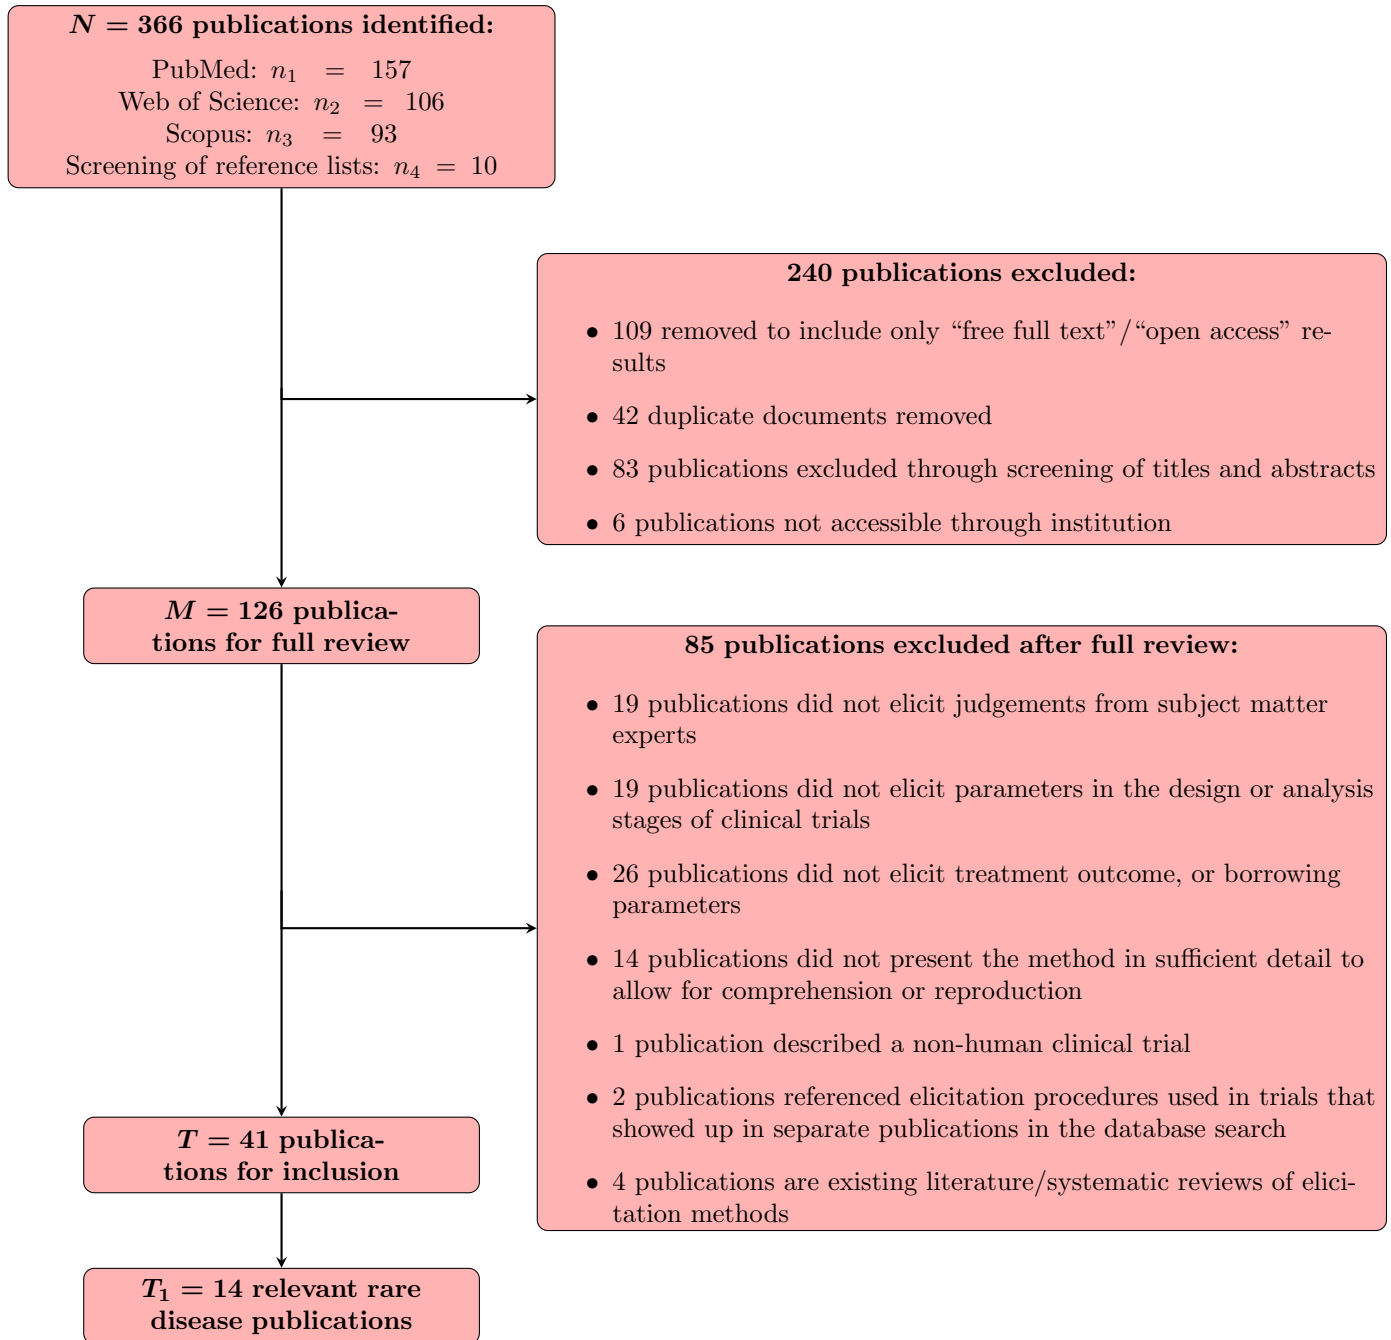 N = 366 publications identified:
PubMed: n₁ = 157
Web of Science: n₂ = 106
Scopus: n₃ = 93
Screening of reference lists: n₄ = 10
240 publications excluded:
• 109 removed to include only “free full text”/“open access” re-
sults
• 42 duplicate documents removed
• 83 publications excluded through screening of titles and abstracts
• 6 publications not accessible through institution
M = 126 publica-
tions for full review
85 publications excluded after full review:
• 19 publications did not elicit judgements from subject matter
experts
• 19 publications did not elicit parameters in the design or analysis
stages of clinical trials
• 26 publications did not elicit treatment outcome, or borrowing
parameters
• 14 publications did not present the method in sufficient detail to
allow for comprehension or reproduction
• 1 publication described a non-human clinical trial
• 2 publications referenced elicitation procedures used in trials that
showed up in separate publications in the database search
• 4 publications are existing literature/systematic reviews of elici-
tation methods
T = 41 publica-
tions for inclusion
T₁ = 14 relevant rare
disease publications